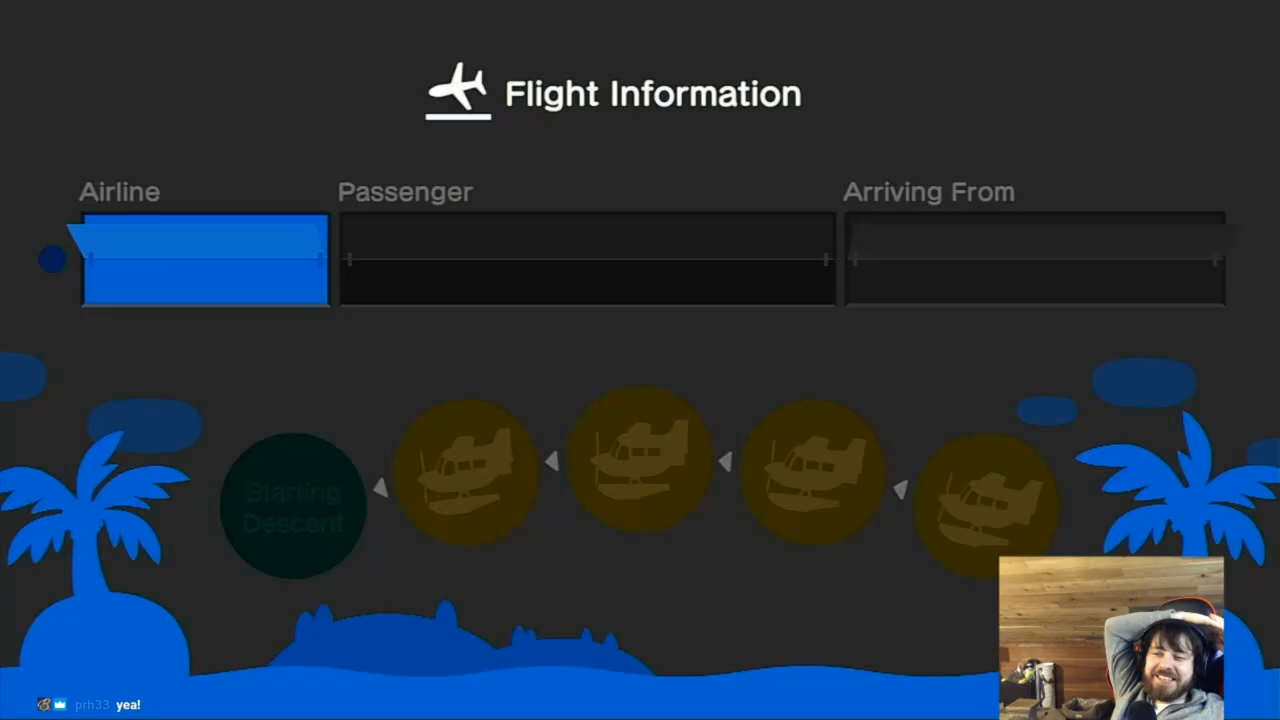 Flight Information
Airline
Passenger
Arriving From
Starting
Descent
prh33 yea!